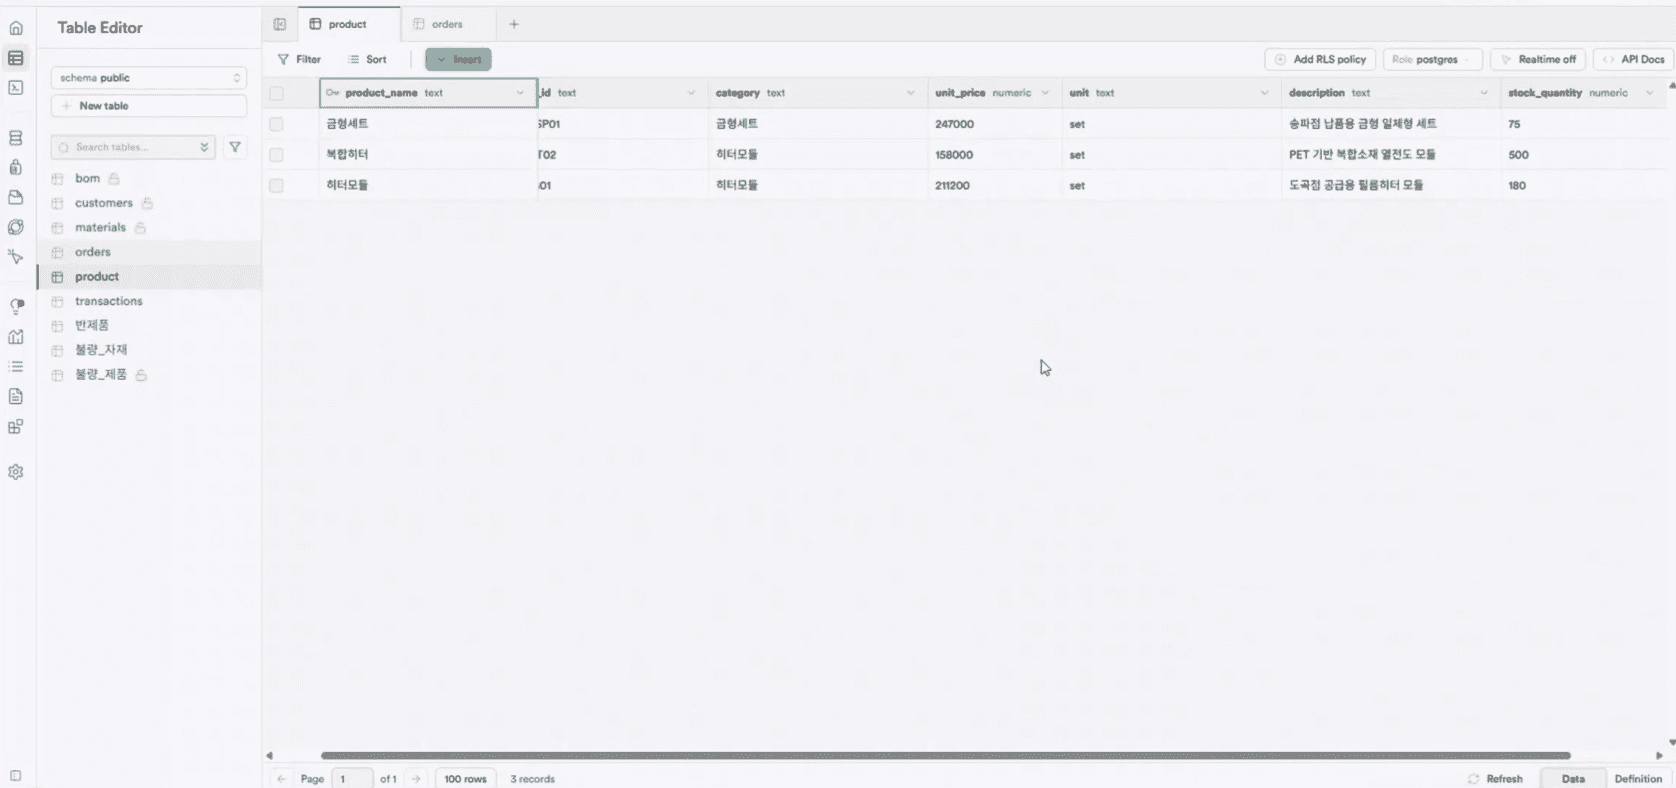 Table Editor
product
orders
schema public
New table
Search tables...
bom
customers
materials
orders
product
transactions
반제품
불량_자재
불량_제품
Filter
Sort
Insert
Add RLS policy
Role postgres
Realtime off
API Docs
product_name text
_id text
category text
unit_price numeric
unit text
description text
stock_quantity numeric
금형세트
SP01
금형세트
247000
set
송파점 납품용 금형 일체형 세트
75
복합히터
T02
히터모듈
158000
set
PET 기반 복합소재 열전도 모듈
500
히터모듈
01
히터모듈
211200
set
도곡점 공급용 필름히터 모듈
180
Page 1 of 1
100 rows
3 records
Refresh
Data
Definition